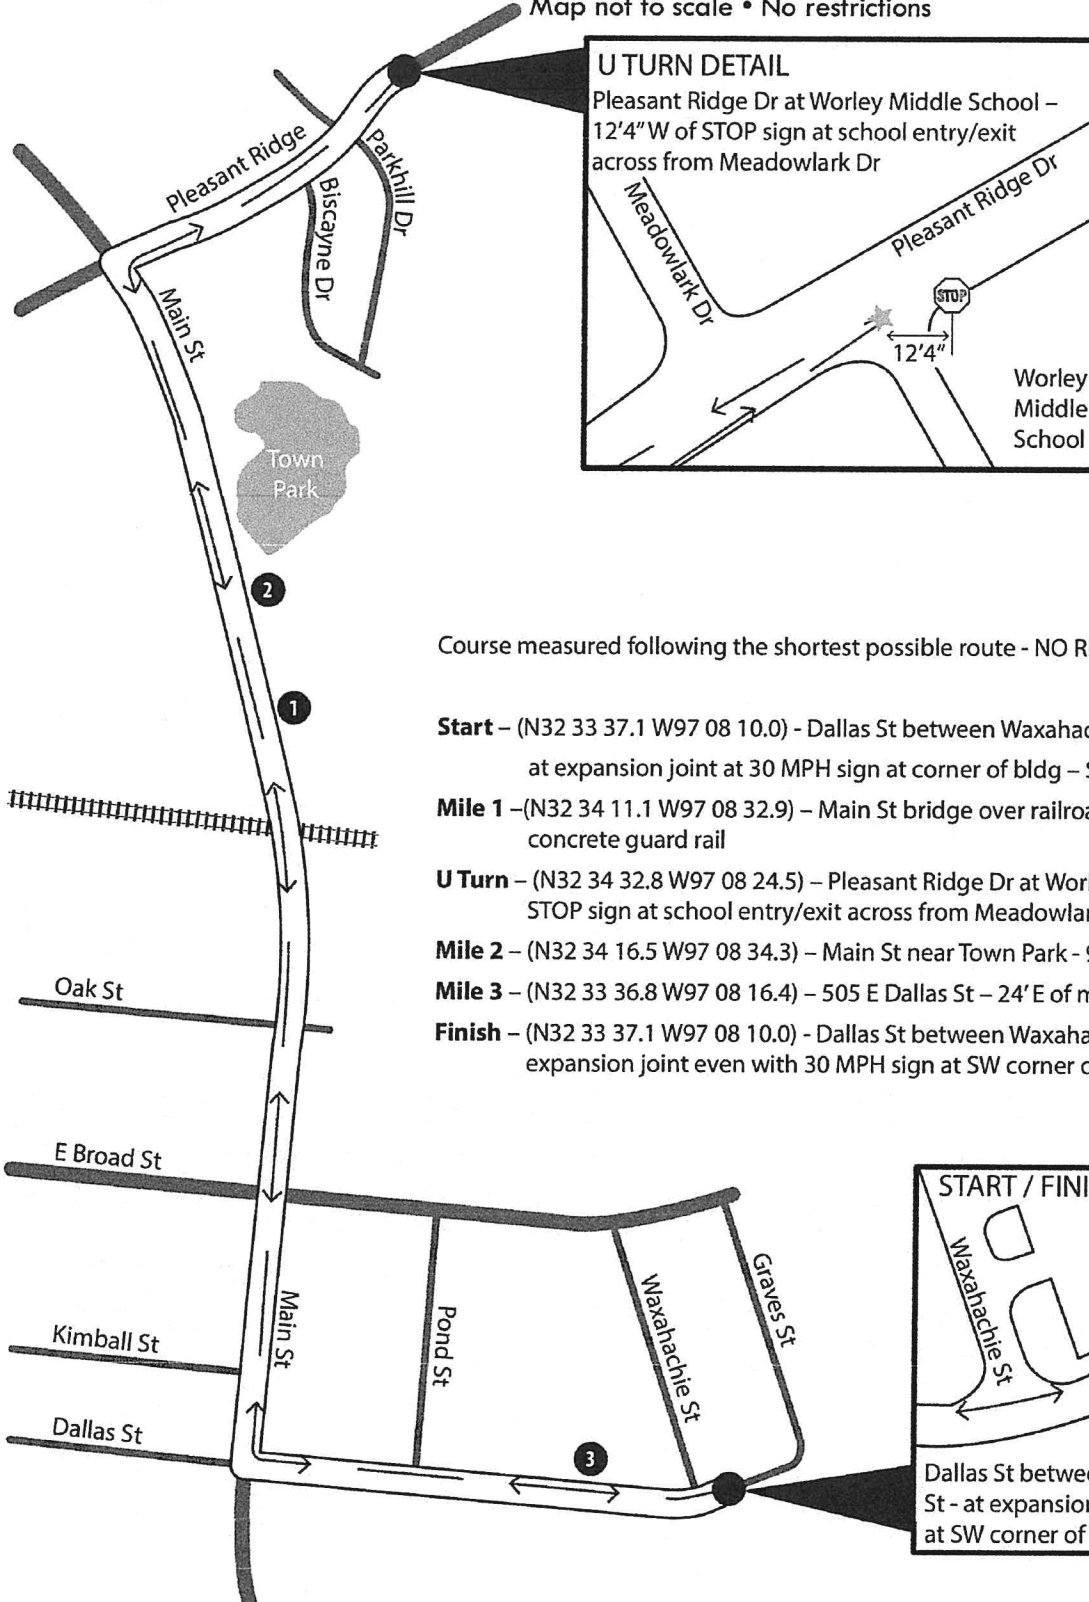 Map not to scale • No restrictions
U TURN DETAIL
Pleasant Ridge Dr at Worley Middle School –
12'4" W of STOP sign at school entry/exit
across from Meadowlark Dr
Meadowlark Dr
Pleasant Ridge Dr
STOP
12'4"
Worley
Middle
School
Pleasant Ridge
Parkhill Dr
Biscayne Dr
Main St
Town
Park
2
1
Course measured following the shortest possible route - NO R
Start – (N32 33 37.1 W97 08 10.0) - Dallas St between Waxahac
at expansion joint at 30 MPH sign at corner of bldg –
Mile 1 –(N32 34 11.1 W97 08 32.9) – Main St bridge over railroa
concrete guard rail
U Turn – (N32 34 32.8 W97 08 24.5) – Pleasant Ridge Dr at Worl
STOP sign at school entry/exit across from Meadowlar
Mile 2 – (N32 34 16.5 W97 08 34.3) – Main St near Town Park -
Mile 3 – (N32 33 36.8 W97 08 16.4) – 505 E Dallas St – 24' E of m
Finish – (N32 33 37.1 W97 08 10.0) - Dallas St between Waxaha
expansion joint even with 30 MPH sign at SW corner o
Oak St
E Broad St
Main St
Pond St
Waxahachie St
Graves St
Kimball St
Dallas St
3
START / FINI
Waxahachie St
Dallas St betwee
St - at expansion
at SW corner of